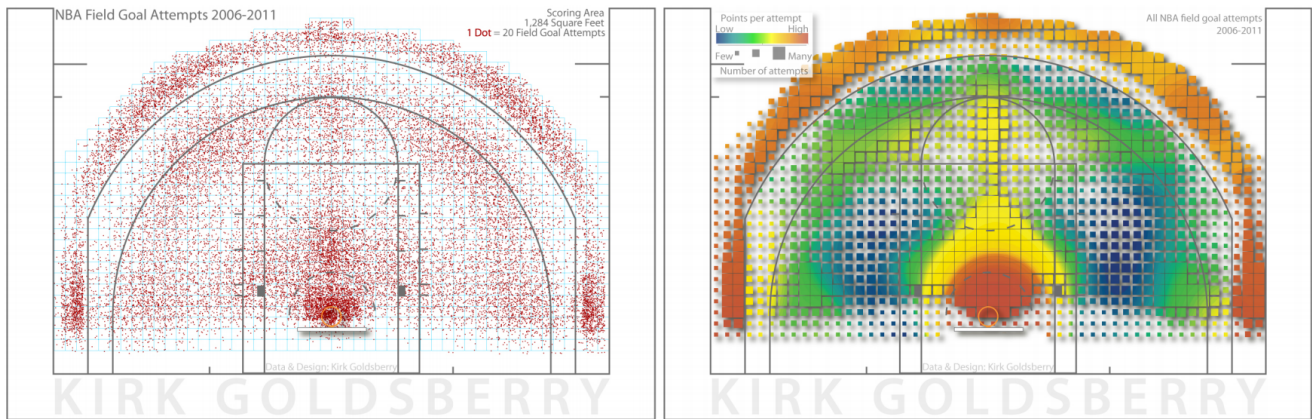 NBA Field Goal Attempts 2006-2011
Scoring Area
1,284 Square Feet
1 Dot = 20 Field Goal Attempts
Data & Design: Kirk Goldsberry
KIRK GOLDSBERRY
Points per attempt
Low High
Few Many
Number of attempts
All NBA field goal attempts
2006-2011
Data & Design: Kirk Goldsberry
KIRK GOLDSBERRY